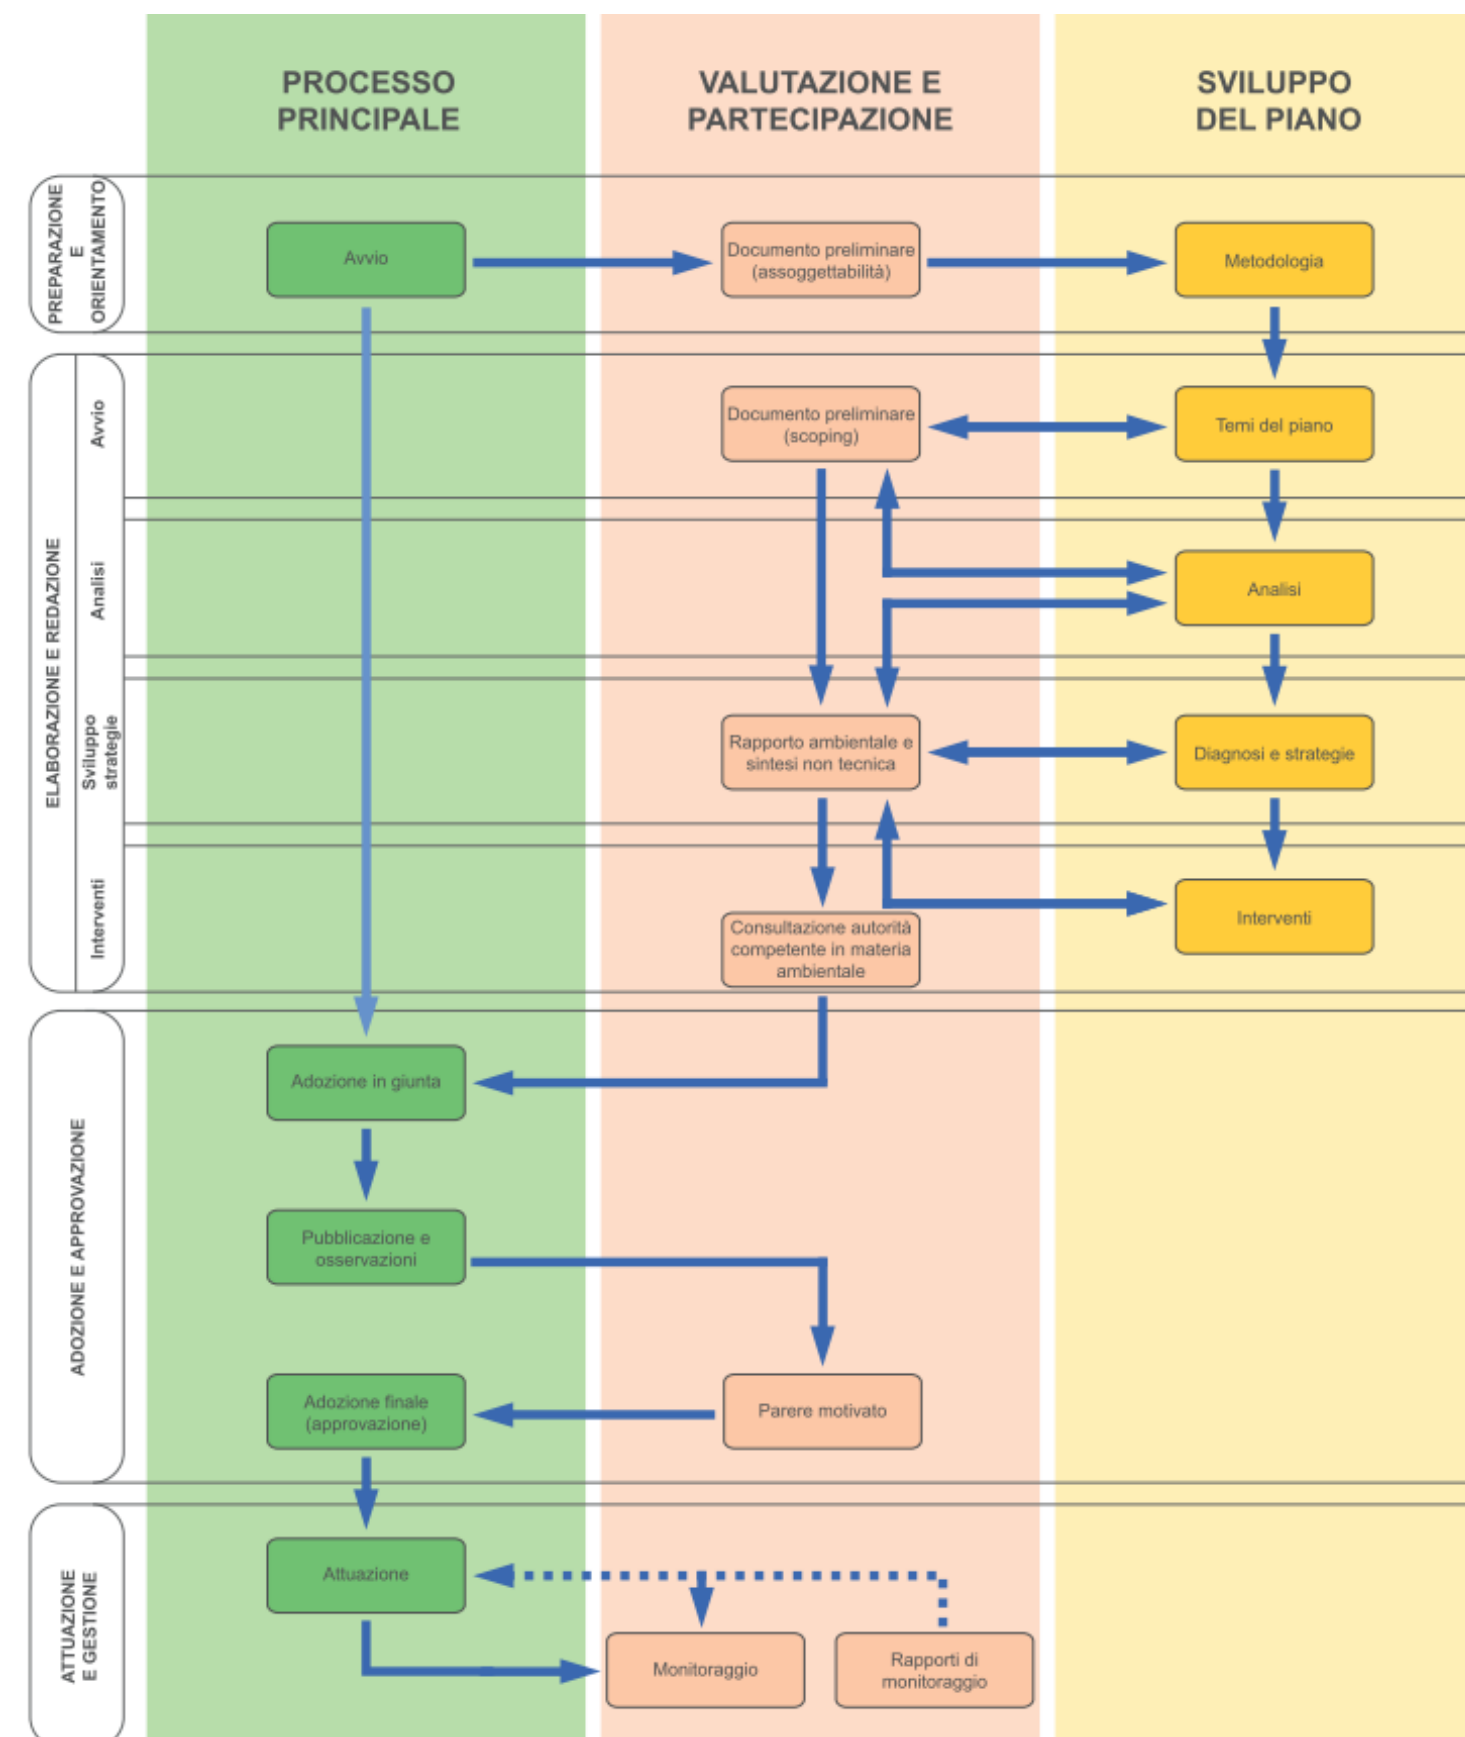 PROCESSO
PRINCIPALE
VALUTAZIONE E
PARTECIPAZIONE
SVILUPPO
DEL PIANO
PREPARAZIONE
E
ORIENTAMENTO
Avvio
Documento preliminare
(assoggettabilità)
Metodologia
ELABORAZIONE E REDAZIONE
Avvio
Documento preliminare
(scoping)
Temi del piano
Analisi
Analisi
Sviluppo
strategie
Rapporto ambientale e
sintesi non tecnica
Diagnosi e strategie
Interventi
Consultazione autorità
competente in materia
ambientale
Interventi
ADOZIONE E APPROVAZIONE
Adozione in giunta
Pubblicazione e
osservazioni
Adozione finale
(approvazione)
Parere motivato
ATTUAZIONE
E GESTIONE
Attuazione
Monitoraggio
Rapporti di
monitoraggio